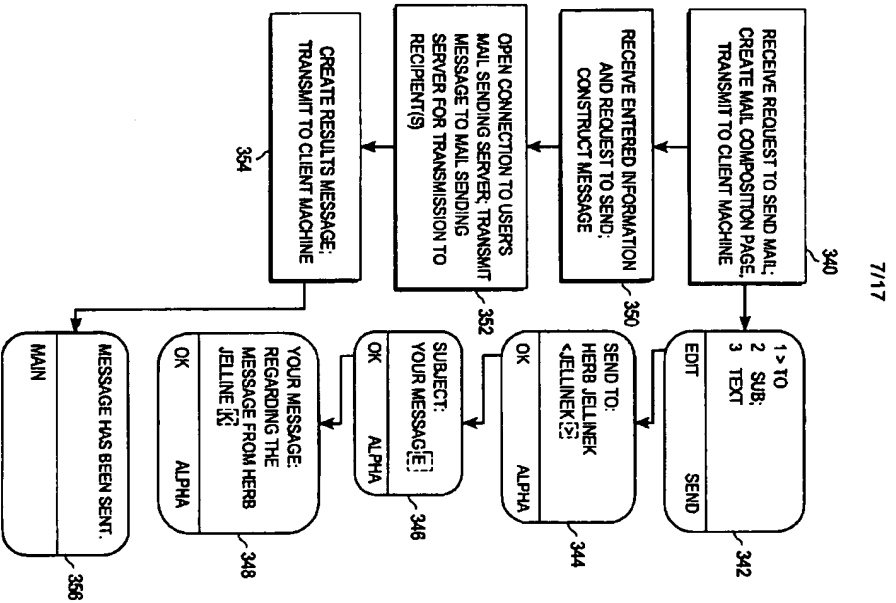 7/17
RECEIVE REQUEST TO SEND MAIL;
CREATE MAIL COMPOSITION PAGE,
TRANSMIT TO CLIENT MACHINE
340
1 > TO
2 SUB:
3 TEXT
EDIT SEND
342
RECEIVE ENTERED INFORMATION
AND REQUEST TO SEND;
CONSTRUCT MESSAGE
350
SEND TO:
HERB JELLINEK
<JELLINEK >
OK ALPHA
344
OPEN CONNECTION TO USER'S
MAIL SENDING SERVER; TRANSMIT
MESSAGE TO MAIL SENDING
SERVER FOR TRANSMISSION TO
RECIPIENT(S)
352
SUBJECT:
YOUR MESSAGE
OK ALPHA
346
YOUR MESSAGE:
REGARDING THE
MESSAGE FROM HERB
JELLINE K
OK ALPHA
348
CREATE RESULTS MESSAGE;
TRANSMIT TO CLIENT MACHINE
354
MESSAGE HAS BEEN SENT.
MAIN
356